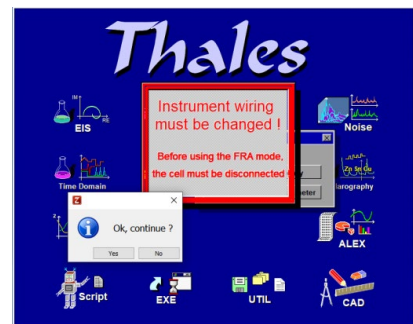 Thales
Instrument wiring
must be changed !
Before using the FRA mode,
the cell must be disconnected !
EIS
Noise
Time Domain
Ok, continue ?
Yes
No
ALEX
Script
EXE
UTIL
CAD